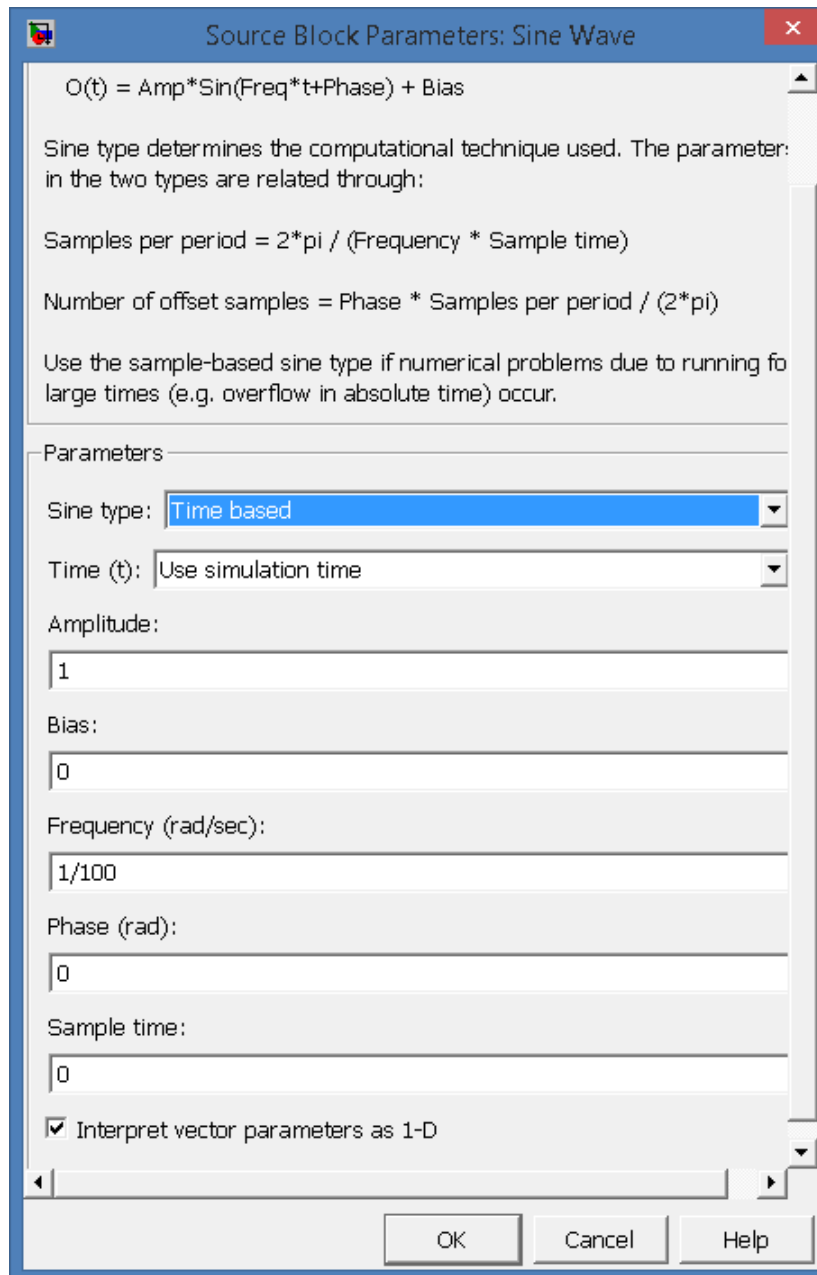 Source Block Parameters: Sine Wave
O(t) = Amp*Sin(Freq*t+Phase) + Bias
Sine type determines the computational technique used. The parameter
in the two types are related through:
Samples per period = 2*pi / (Frequency * Sample time)
Number of offset samples = Phase * Samples per period / (2*pi)
Use the sample-based sine type if numerical problems due to running fo
large times (e.g. overflow in absolute time) occur.
Parameters
Sine type: Time based
Time (t): Use simulation time
Amplitude:
1
Bias:
0
Frequency (rad/sec):
1/100
Phase (rad):
0
Sample time:
0
Interpret vector parameters as 1-D
OK Cancel Help